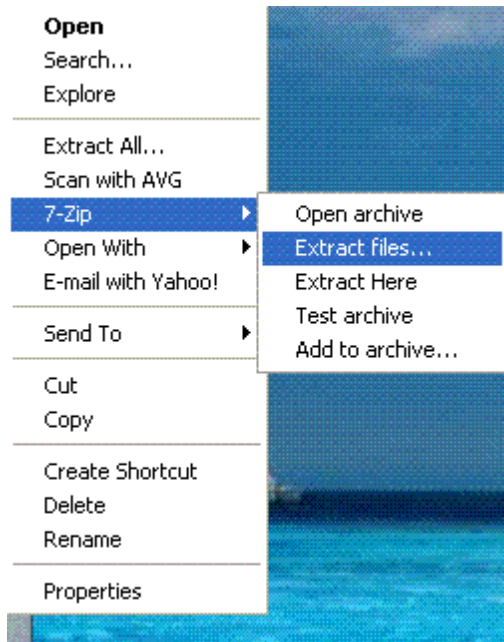 Open
Search...
Explore
Extract All...
Scan with AVG
7-Zip
Open With
E-mail with Yahoo!
Send To
Cut
Copy
Create Shortcut
Delete
Rename
Properties
Open archive
Extract files...
Extract Here
Test archive
Add to archive...